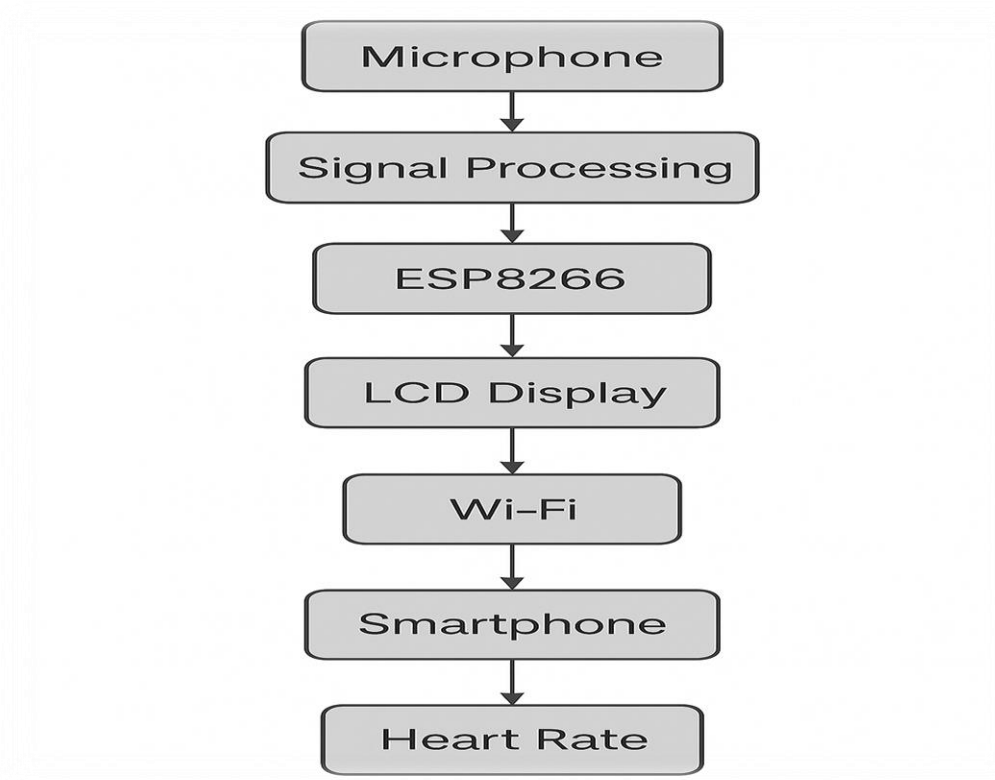 Microphone
Signal Processing
ESP8266
LCD Display
Wi–Fi
Smartphone
Heart Rate